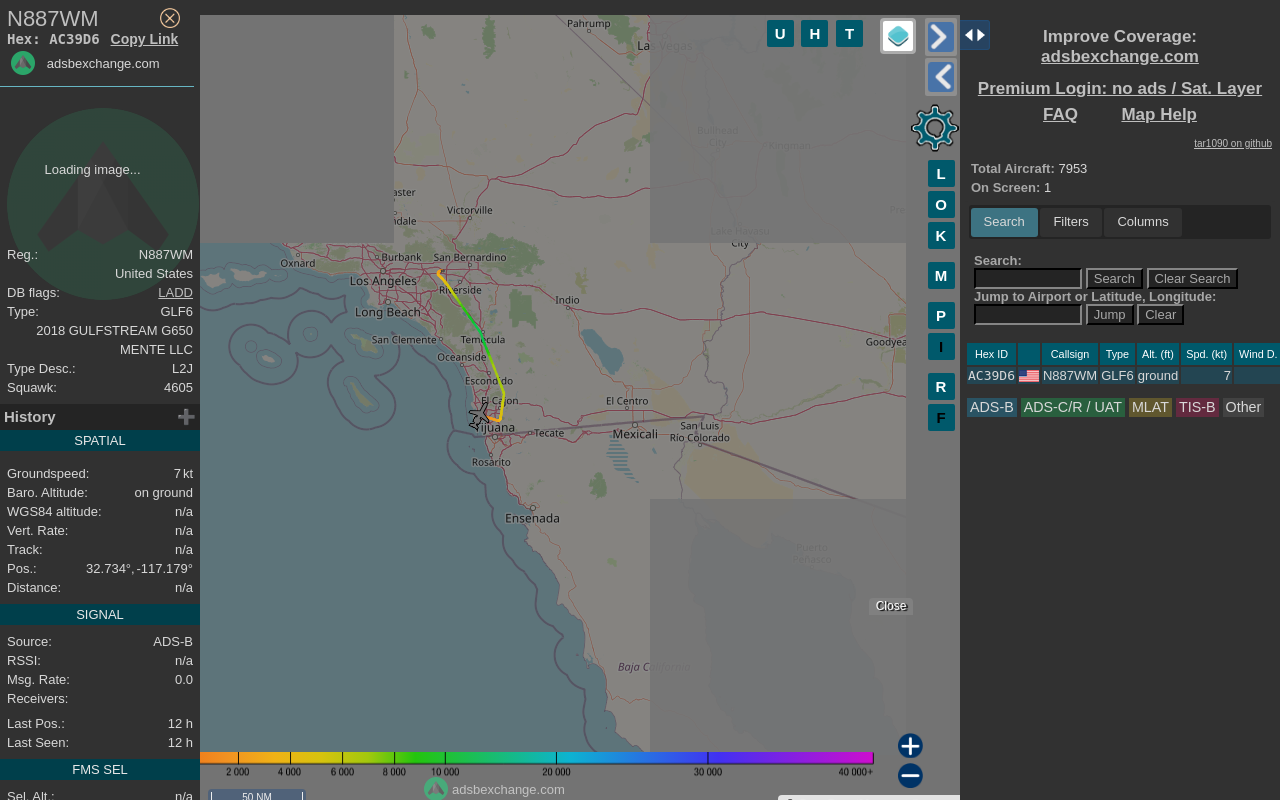 N887WM
Hex: AC39D6 Copy Link
adsbexchange.com
Loading image...
Reg.: N887WM
United States
DB flags: LADD
Type: GLF6
2018 GULFSTREAM G650
MENTE LLC
Type Desc.: L2J
Squawk: 4605
History
SPATIAL
Groundspeed: 7 kt
Baro. Altitude: on ground
WGS84 altitude: n/a
Vert. Rate: n/a
Track: n/a
Pos.: 32.734°, -117.179°
Distance: n/a
SIGNAL
Source: ADS-B
RSSI: n/a
Msg. Rate: 0.0
Receivers:
Last Pos.: 12 h
Last Seen: 12 h
FMS SEL
Sel. Alt.: n/a
Pahrump
Las Vegas
U H T
Bullhead
City
Kingman
Victorville
Lake Havasu
City
Oxnard
Burbank
San Bernardino
Los Angeles
Riverside
Long Beach
Indio
San Clemente
Temecula
Goodyea
Oceanside
Escondido
El Cajon
El Centro
Tijuana
Tecate
Mexicali
San Luis
Río Colorado
Rosarito
Ensenada
Puerto
Peñasco
Close
2 000 4 000 6 000 8 000 10 000 20 000 30 000 40 000+
50 NM
adsbexchange.com
L
O
K
M
P
I
R
F
Improve Coverage:
adsbexchange.com
Premium Login: no ads / Sat. Layer
FAQ Map Help
tar1090 on github
Total Aircraft: 7953
On Screen: 1
Search Filters Columns
Search:
Search Clear Search
Jump to Airport or Latitude, Longitude:
Jump Clear
Hex ID Callsign Type Alt. (ft) Spd. (kt) Wind D.
AC39D6 N887WM GLF6 ground 7
ADS-B ADS-C/R / UAT MLAT TIS-B Other